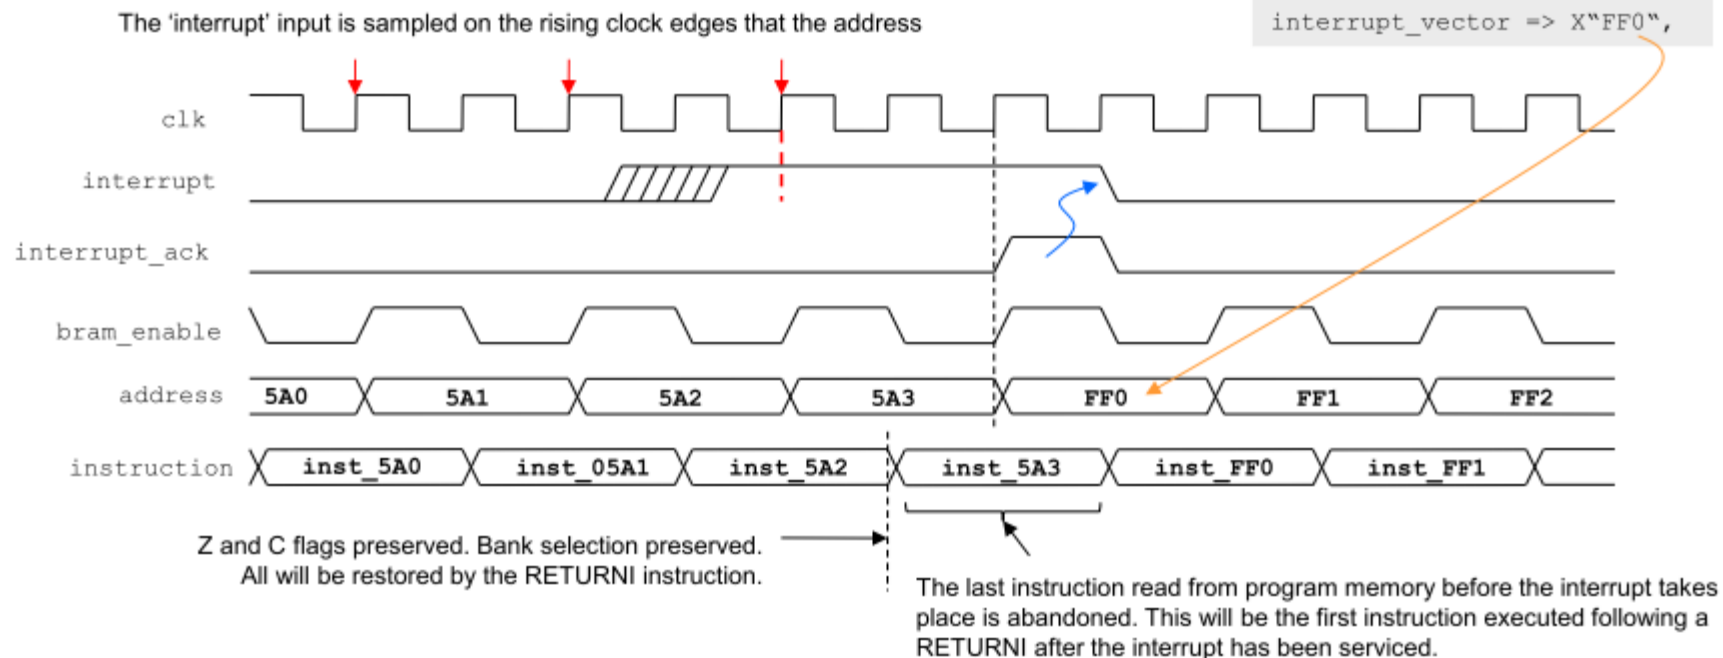 The ‘interrupt’ input is sampled on the rising clock edges that the address
interrupt_vector => X“FF0“,
clk
interrupt
interrupt_ack
bram_enable
address 5A0 5A1 5A2 5A3 FF0 FF1 FF2
instruction inst_5A0 inst_05A1 inst_5A2 inst_5A3 inst_FF0 inst_FF1
Z and C flags preserved. Bank selection preserved.
All will be restored by the RETURNI instruction.
The last instruction read from program memory before the interrupt takes
place is abandoned. This will be the first instruction executed following a
RETURNI after the interrupt has been serviced.